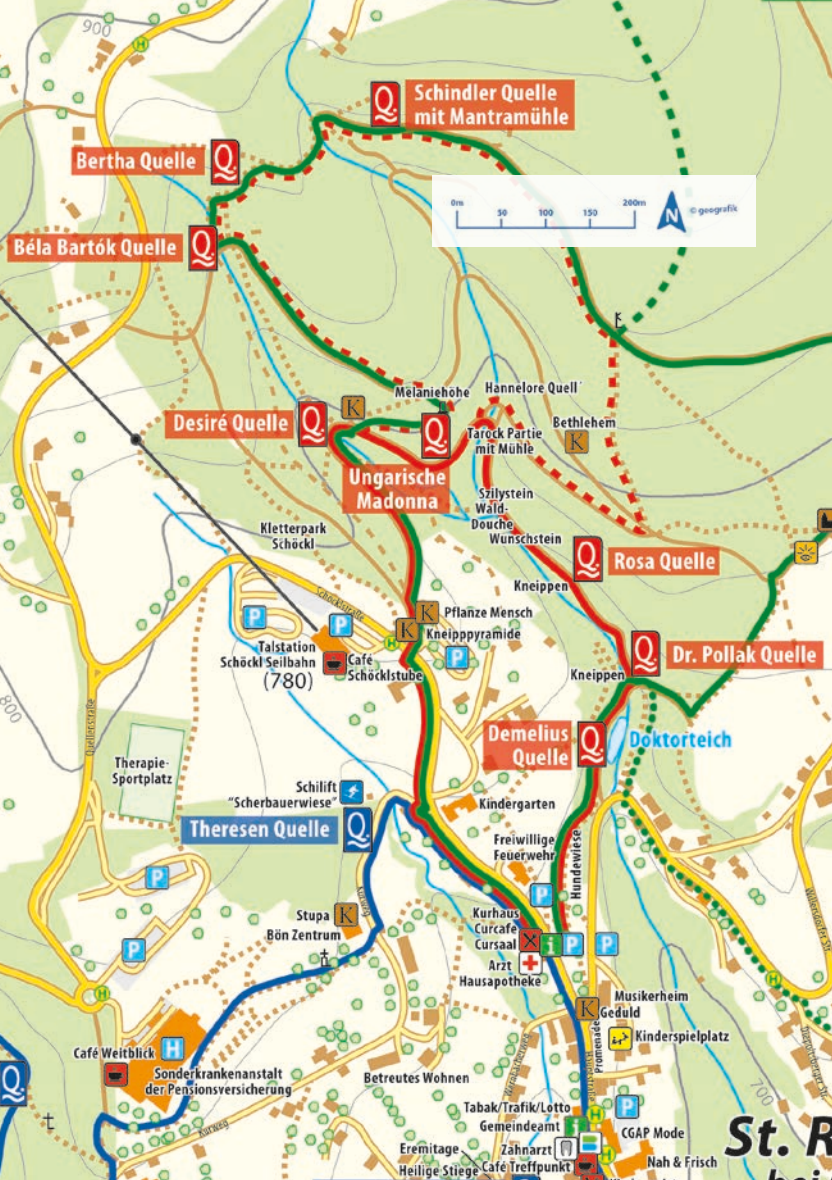 900
H
Q
Schindler Quelle
mit Mantramühle
Bertha Quelle
Q
0m
50
100
150
200m
N
© geografik
Béla Bartók Quelle
Q
Melaniehöhe
Hannelore Quell´
K
Desiré Quelle
Q
Q
Tarock Partie
mit Mühle
Bethlehem
K
Ungarische
Madonna
Szilystein
Wald-
Douche
Wunschstein
Kletterpark
Schöckl
Q
Rosa Quelle
Kneippen
Schöcklstraße
P
P
K
Pflanze Mensch
K
Kneipppyramide
H
P
Talstation
Schöckl Seilbahn
(780)
Café
Schöcklstube
Q
Dr. Pollak Quelle
Kneippen
800
Quellenstraße
Demelius
Quelle
Q
Doktorteich
Therapie-
Sportplatz
Schilift
"Scherbauerwiese"
Kindergarten
Theresen Quelle
Q
Freiwillige
Feuerwehr
Hundewiese
P
P
Kurweg
Stupa
K
Bön Zentrum
Kurhaus
Curcafe
Cursaal
i
P
P
P
Arzt
Hausapotheke
Willersdorfer Str.
H
H
K
Musikerheim
Geduld
Promenade
Kinderspielplatz
H
Café Weitblick
Sonderkrankenanstalt
der Pensionsversicherung
Betreutes Wohnen
Q
700
Kurweg
Tabak/Trafik/Lotto
Gemeindeamt
H
P
CGAP Mode
St. R
Zahnarzt
H
Eremitage
Heilige Stiege
Café Treffpunkt
Nah & Frisch